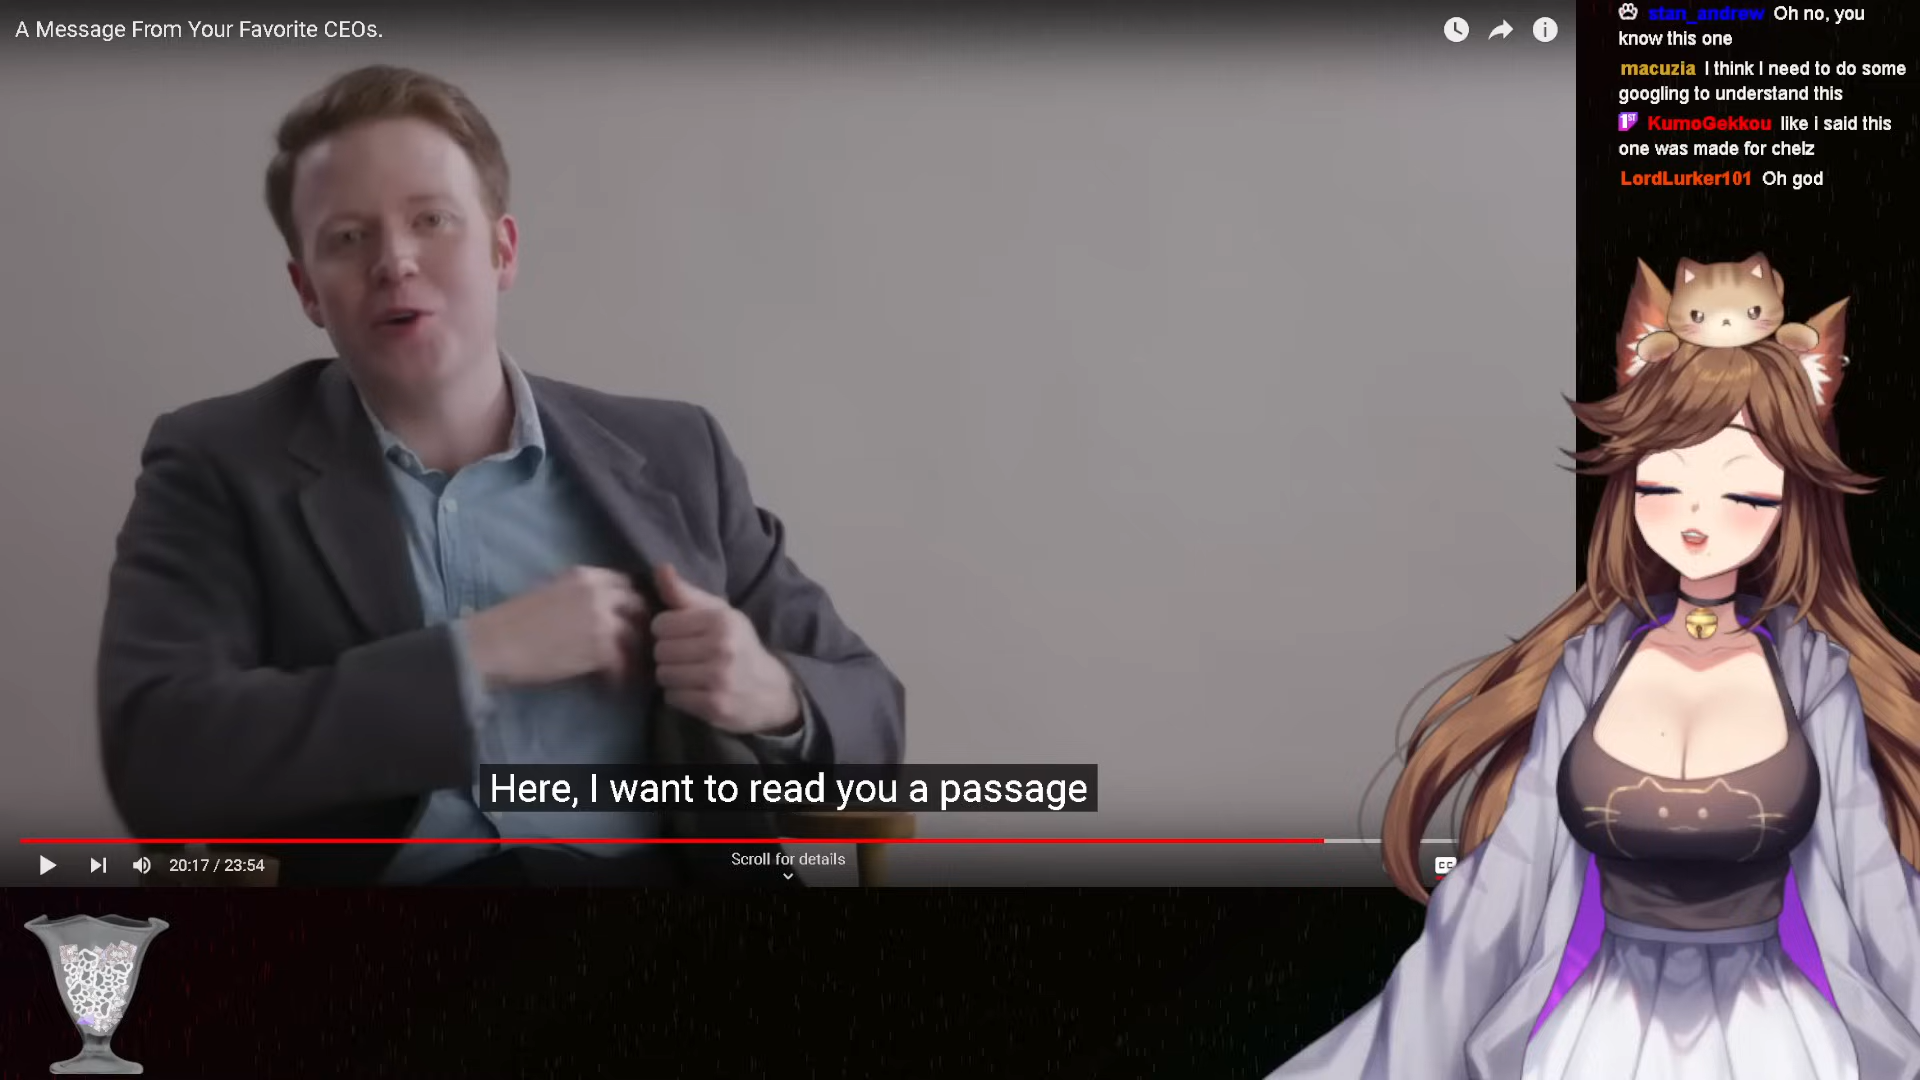 A Message From Your Favorite CEOs.
stan_andrew Oh no, you
know this one
macuzia I think I need to do some
googling to understand this
1ST KumoGekkou like i said this
one was made for chelz
LordLurker101 Oh god
Here, I want to read you a passage
20:17 / 23:54
Scroll for details
CC